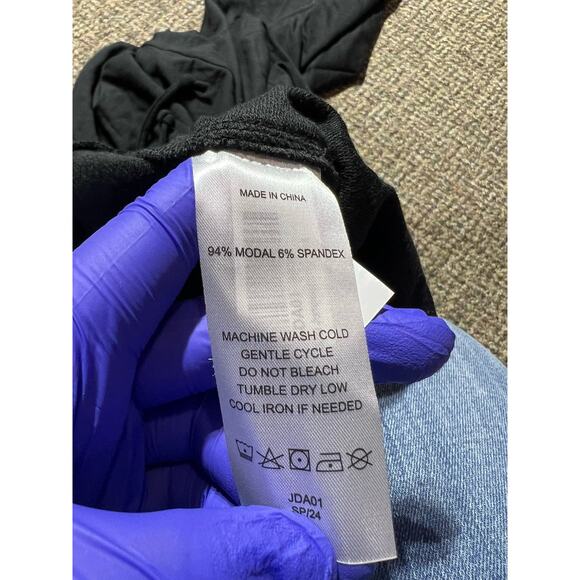 MADE IN CHINA
94% MODAL 6% SPANDEX
MACHINE WASH COLD
GENTLE CYCLE
DO NOT BLEACH
TUMBLE DRY LOW
COOL IRON IF NEEDED
JDA01
SP/24